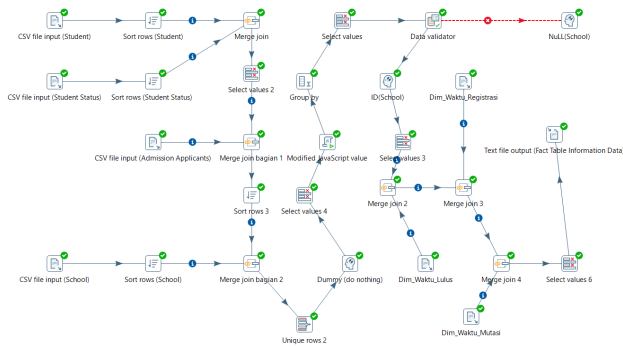 CSV file input (Student)
Sort rows (Student)
Merge join
Select values
Data validator
NuLL(School)
CSV file input (Student Status)
Sort rows (Student Status)
Select values 2
Group by
ID(School)
Dim_Waktu_Registrasi
CSV file input (Admission Applicants)
Merge join bagian 1
Modified JavaScript value
Select values 3
Text file output (Fact Table Information Data)
Sort rows 3
Select values 4
Merge join 2
Merge join 3
CSV file input (School)
Sort rows (School)
Merge join bagian 2
Dummy (do nothing)
Dim_Waktu_Lulus
Merge join 4
Select values 6
Unique rows 2
Dim_Waktu_Mutasi